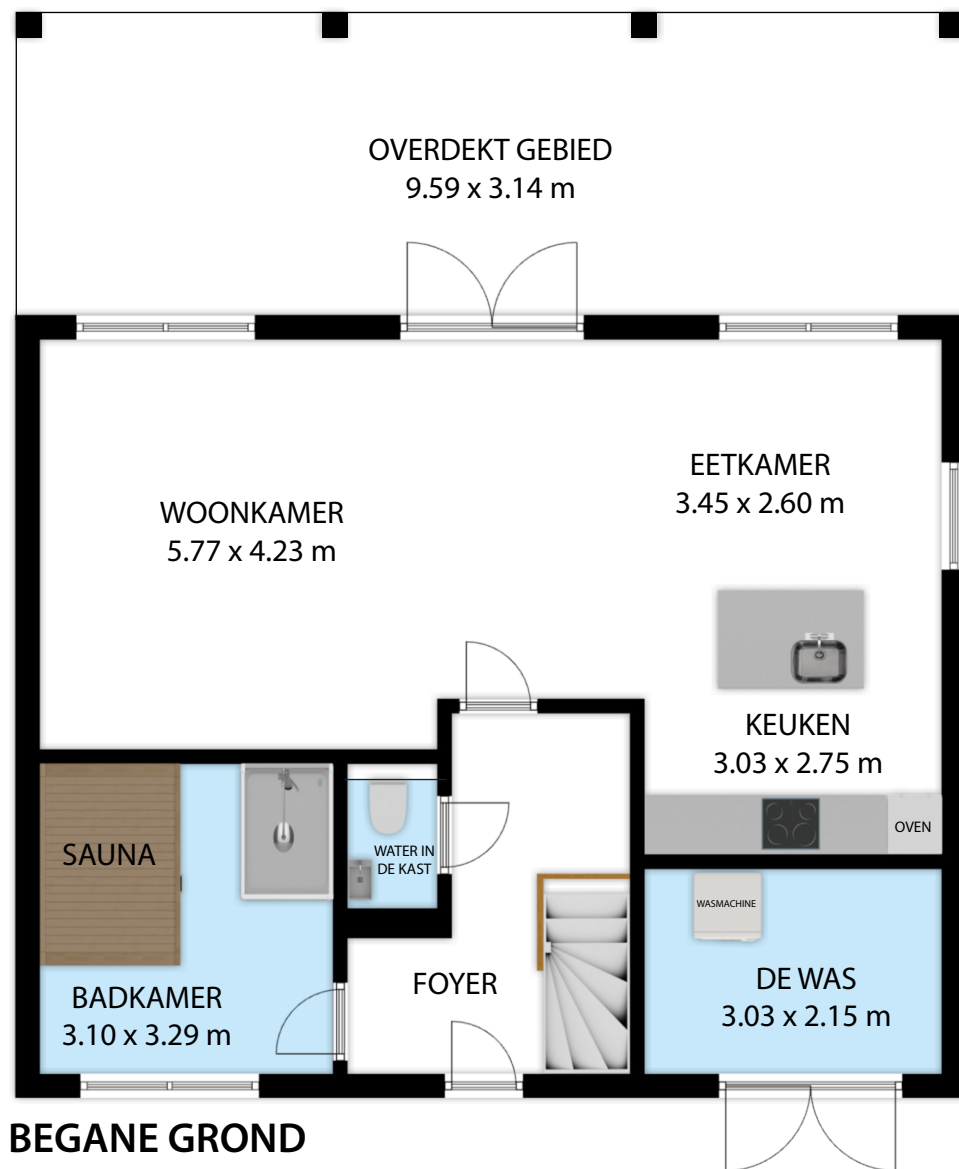 OVERDEKT GEBIED
9.59 x 3.14 m
EETKAMER
3.45 x 2.60 m
WOONKAMER
5.77 x 4.23 m
KEUKEN
3.03 x 2.75 m
OVEN
SAUNA
WATER IN
DE KAST
WASMACHINE
BADKAMER
3.10 x 3.29 m
FOYER
DE WAS
3.03 x 2.15 m
BEGANE GROND